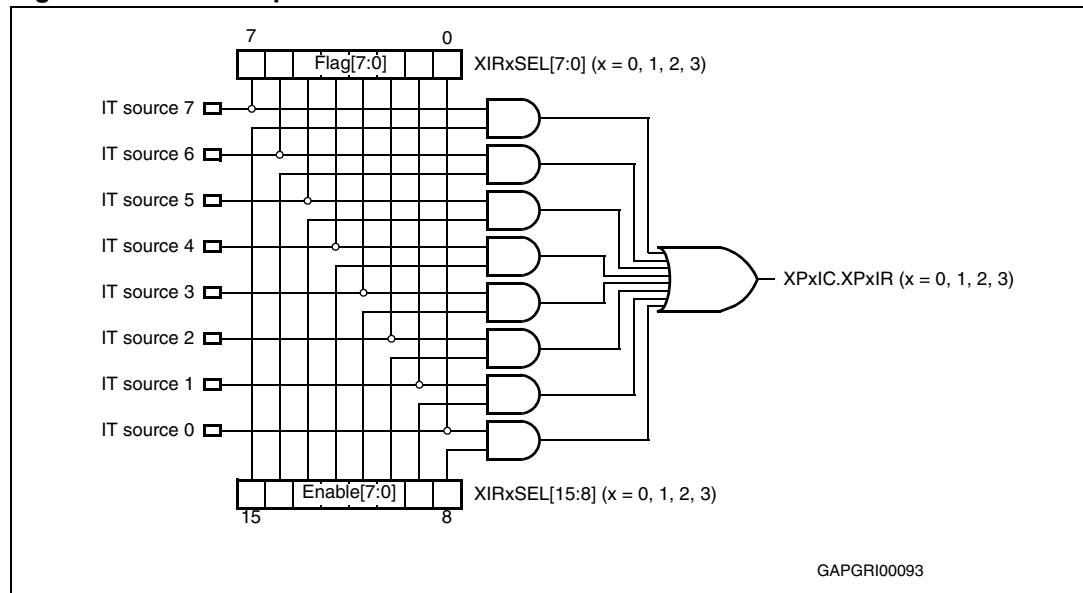 7 0
Flag[7:0] XIRxSEL[7:0] (x = 0, 1, 2, 3)
IT source 7
IT source 6
IT source 5
IT source 4
IT source 3
XPxIC.XPxIR (x = 0, 1, 2, 3)
IT source 2
IT source 1
IT source 0
Enable[7:0] XIRxSEL[15:8] (x = 0, 1, 2, 3)
15 8
GAPGRI00093